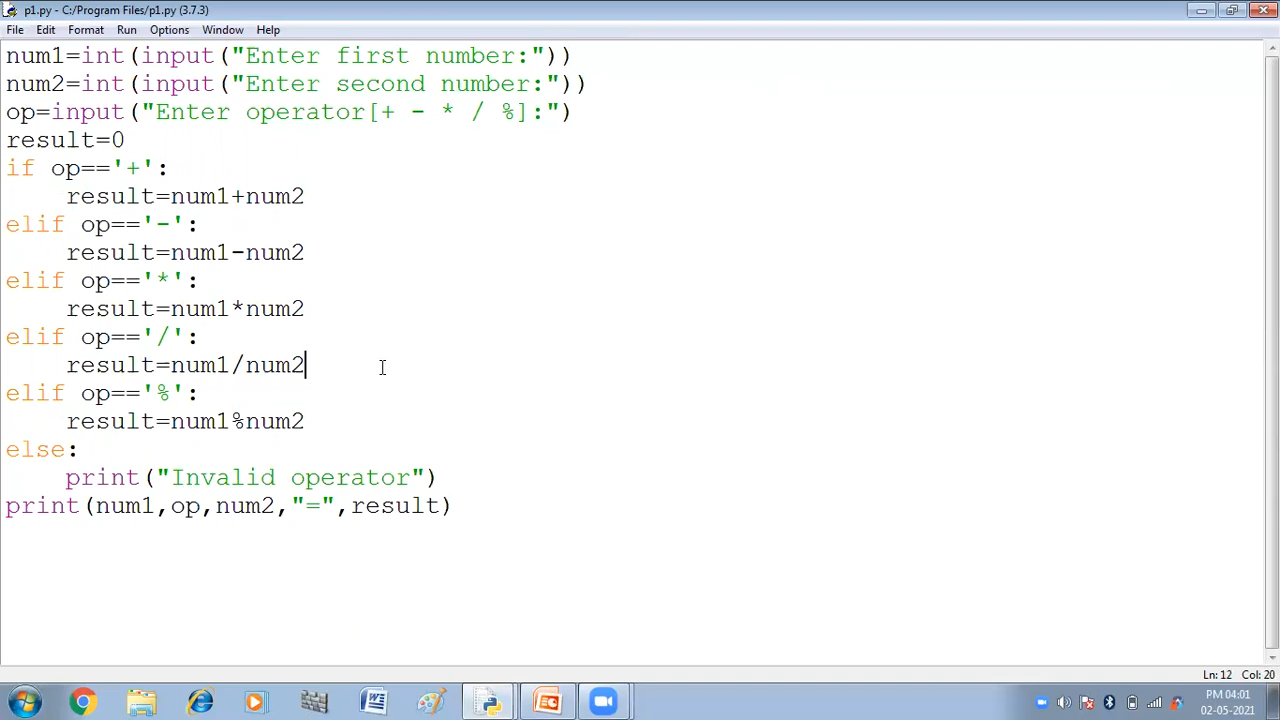 p1.py - C:/Program Files/p1.py (3.7.3)
File Edit Format Run Options Window Help
num1=int(input("Enter first number:"))
num2=int(input("Enter second number:"))
op=input("Enter operator[+ - * / %]:")
result=0
if op=='+':
    result=num1+num2
elif op=='-':
    result=num1-num2
elif op=='*':
    result=num1*num2
elif op=='/':
    result=num1/num2
elif op=='%':
    result=num1%num2
else:
    print("Invalid operator")
print(num1,op,num2,"=",result)
Ln: 12 Col: 20
PM 04:01
02-05-2021